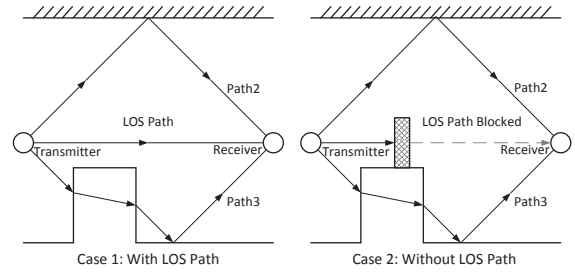 Path2
LOS Path
Transmitter
Receiver
Path3
Case 1: With LOS Path
Path2
LOS Path Blocked
Transmitter
Receiver
Path3
Case 2: Without LOS Path